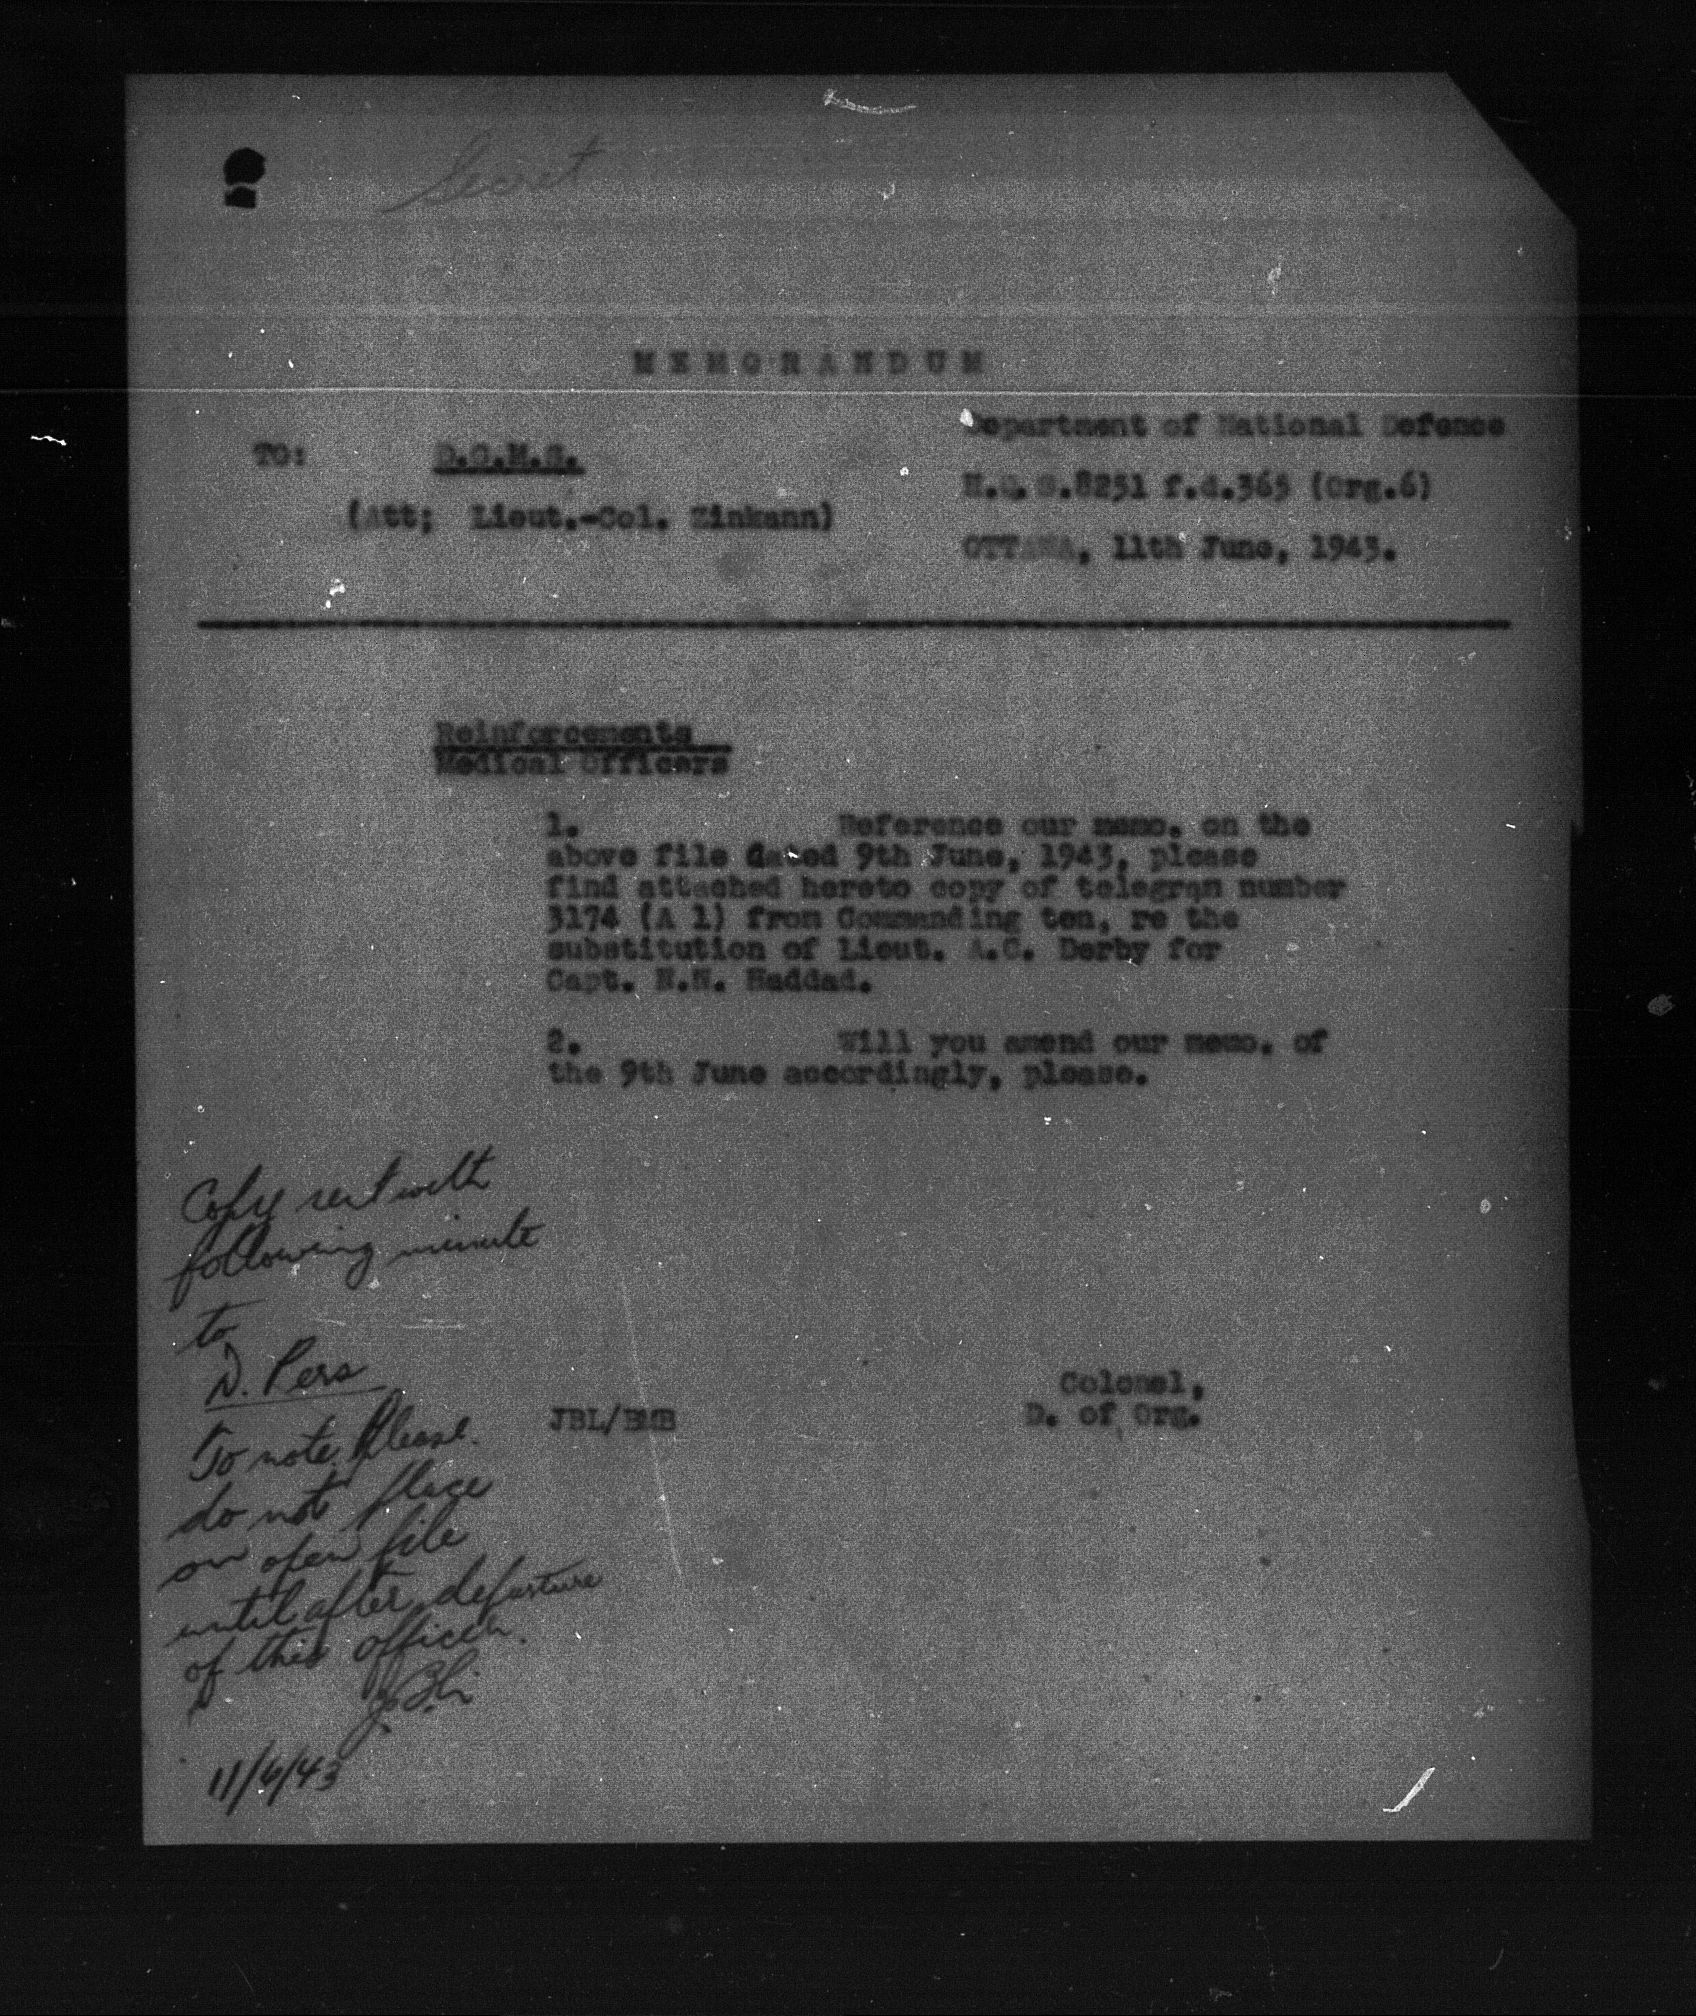 Secret
MEMORANDUM
Department of National Defence
TO: D.G.M.S.
H.Q. S.8251 f.d.365 (Org.6)
(Att; Lieut.-Col. Zinkann)
OTTAWA, 11th June, 1943.
Reinforcements
Medical Officers
1. Reference our memo. on the
above file dated 9th June, 1943, please
find attached hereto copy of telegram number
3174 (A 1) from Commanding ten, re the
substitution of Lieut. A.C. Derby for
Capt. N.N. Haddad.
2. Will you amend our memo. of
the 9th June accordingly, please.
Copy sent with
following minute
to
D. Pers
To note. Please
do not place
on open file
until after departure
of this officer.
Colonel,
JBL/EMB
D. of Org.
11/6/43